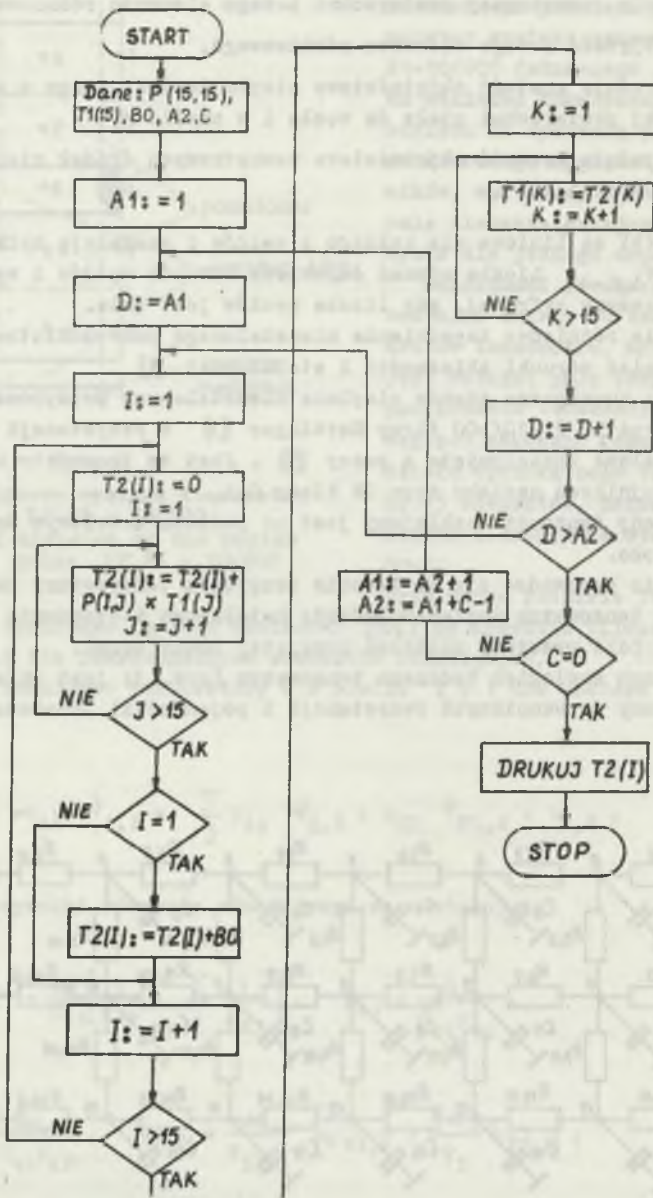 START
Dane: P(15,15),
T1(15), B0, A2, C
A1:=1
D:=A1
I:=1
T2(I):=0
I:=1
T2(I):=T2(I)+
P(I,J) × T1(J)
J:=J+1
NIE
J>15
TAK
NIE
I=1
TAK
T2(I):=T2(I)+B0
I:=I+1
NIE
I>15
TAK
K:=1
T1(K):=T2(K)
K:=K+1
NIE
K>15
D:=D+1
NIE
D>A2
TAK
A1:=A2+1
A2:=A1+C-1
NIE
C=0
TAK
DRUKUJ T2(I)
STOP